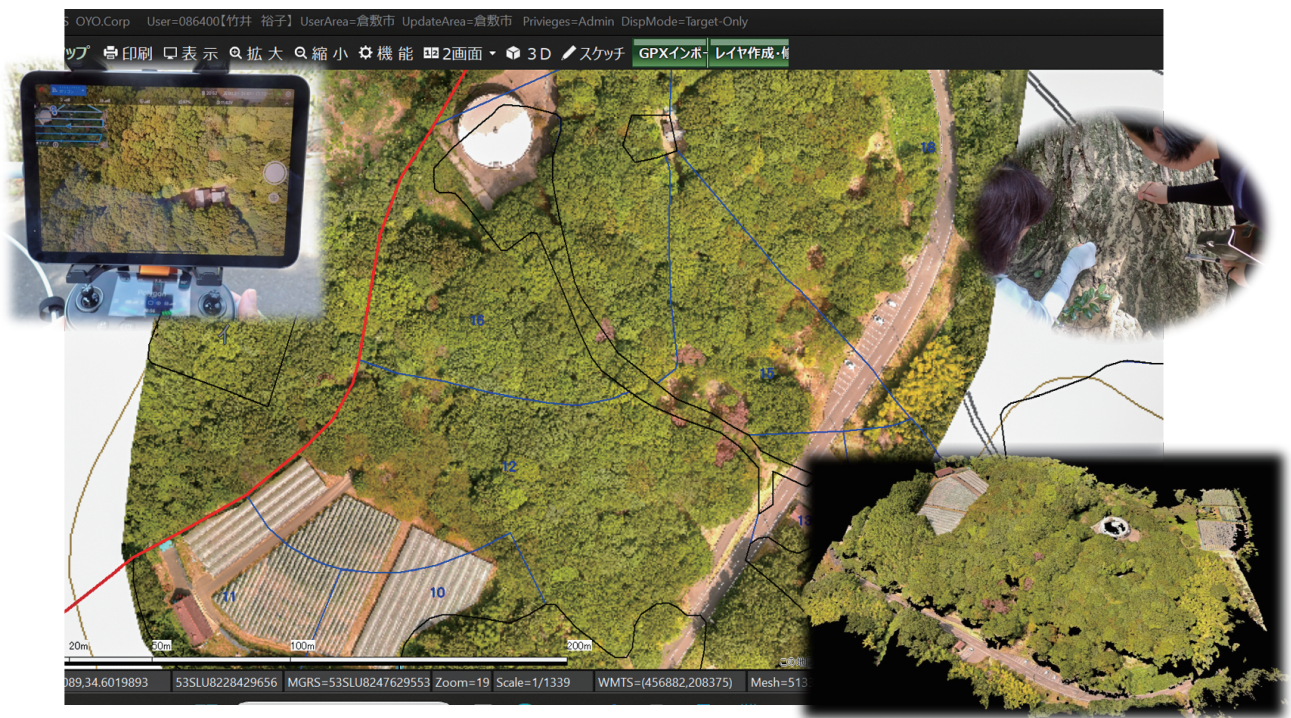 OYO.Corp User=086400【竹井 裕子】 UserArea=倉敷市 UpdateArea=倉敷市 Privieges=Admin DispMode=Target-Only
ップ 印刷 表 示 拡 大 縮 小 機 能 2画面 3 D スケッチ GPXインポー レイヤ作成・
18
16
15
12
13
11
10
20m 50m 100m 200m
089,34.6019893 53SLU8228429656 MGRS=53SLU8247629553 Zoom=19 Scale=1/1339 WMTS=(456882,208375) Mesh=513